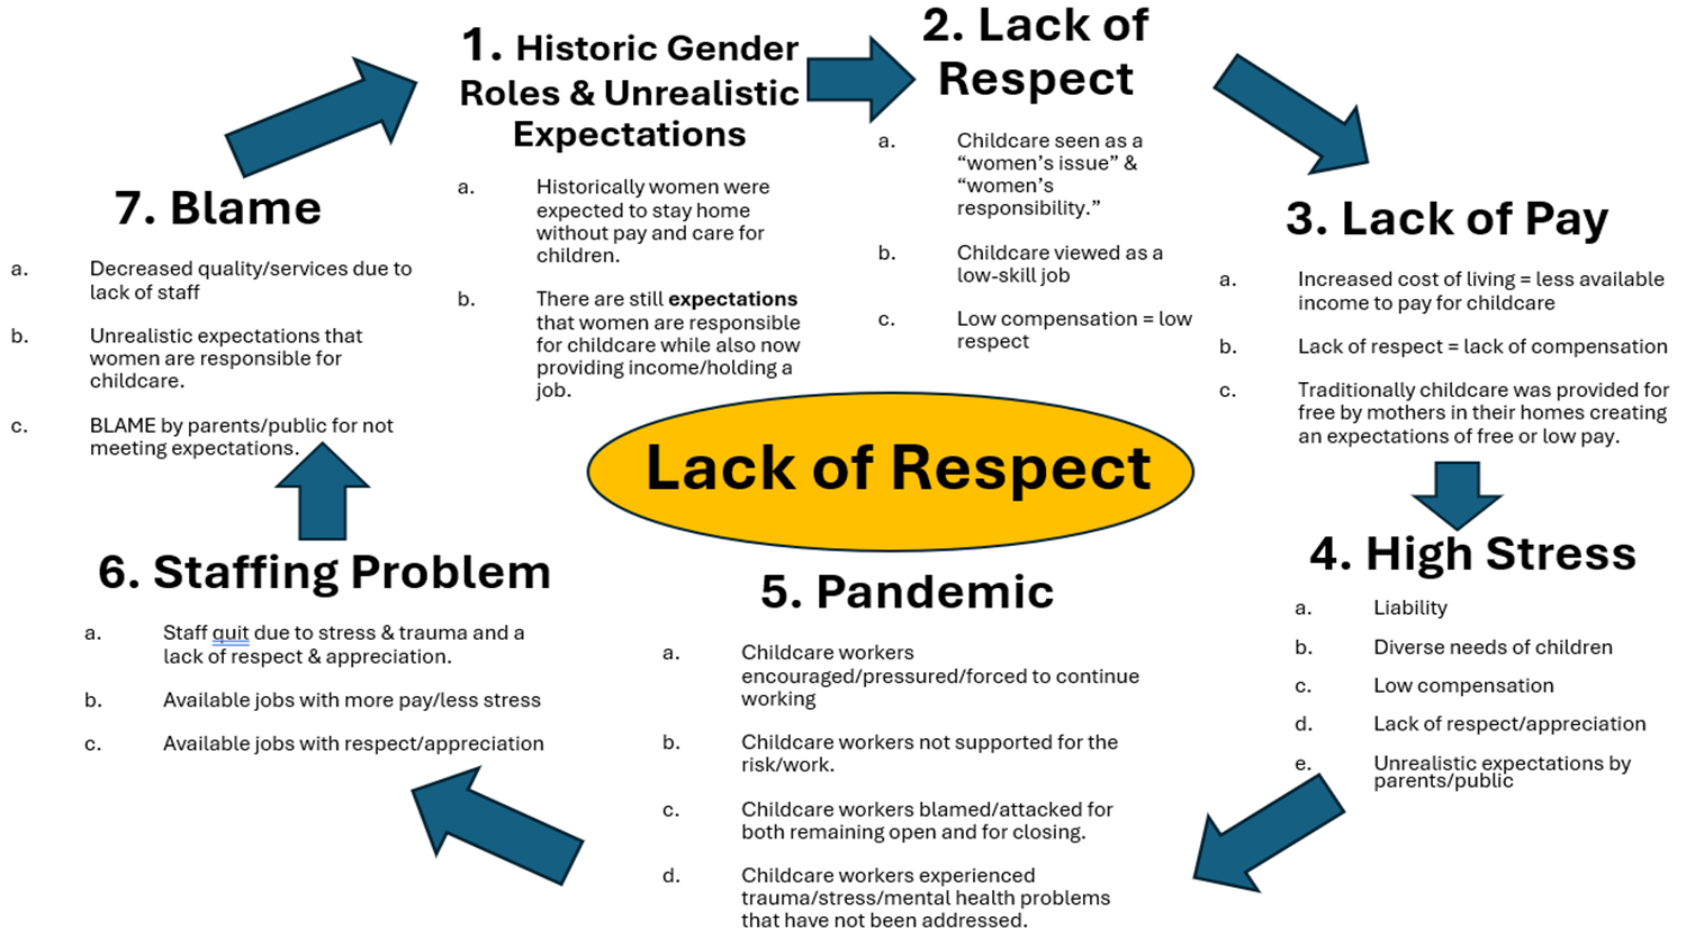 1. Historic Gender
Roles & Unrealistic
Expectations
a. Historically women were
expected to stay home
without pay and care for
children.
b. There are still expectations
that women are responsible
for childcare while also now
providing income/holding a
job.
2. Lack of
Respect
a. Childcare seen as a
“women’s issue” &
“women’s
responsibility.”
b. Childcare viewed as a
low-skill job
c. Low compensation = low
respect
3. Lack of Pay
a. Increased cost of living = less available
income to pay for childcare
b. Lack of respect = lack of compensation
c. Traditionally childcare was provided for
free by mothers in their homes creating
an expectations of free or low pay.
4. High Stress
a. Liability
b. Diverse needs of children
c. Low compensation
d. Lack of respect/appreciation
e. Unrealistic expectations by
parents/public
5. Pandemic
a. Childcare workers
encouraged/pressured/forced to continue
working
b. Childcare workers not supported for the
risk/work.
c. Childcare workers blamed/attacked for
both remaining open and for closing.
d. Childcare workers experienced
trauma/stress/mental health problems
that have not been addressed.
6. Staffing Problem
a. Staff quit due to stress & trauma and a
lack of respect & appreciation.
b. Available jobs with more pay/less stress
c. Available jobs with respect/appreciation
7. Blame
a. Decreased quality/services due to
lack of staff
b. Unrealistic expectations that
women are responsible for
childcare.
c. BLAME by parents/public for not
meeting expectations.
Lack of Respect